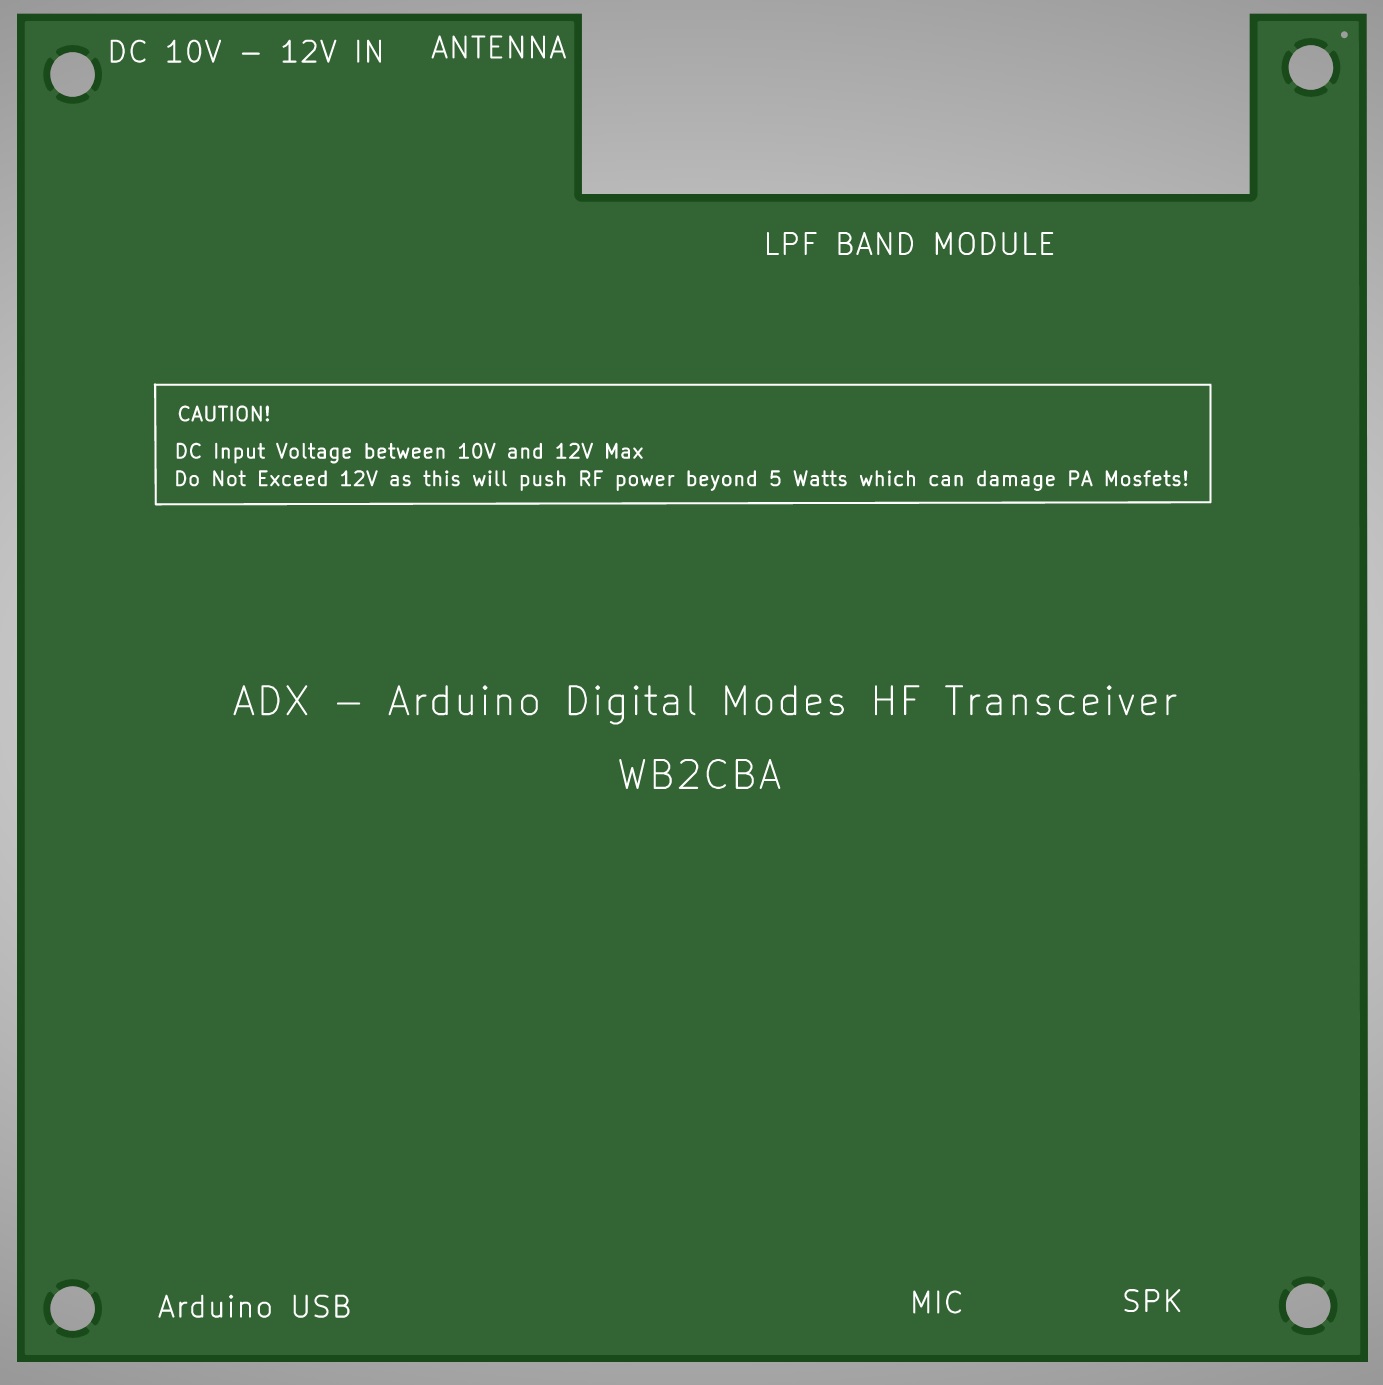 DC 10V – 12V IN
ANTENNA
LPF BAND MODULE
CAUTION!
DC Input Voltage between 10V and 12V Max
Do Not Exceed 12V as this will push RF power beyond 5 Watts which can damage PA Mosfets!
ADX – Arduino Digital Modes HF Transceiver
WB2CBA
Arduino USB
MIC
SPK